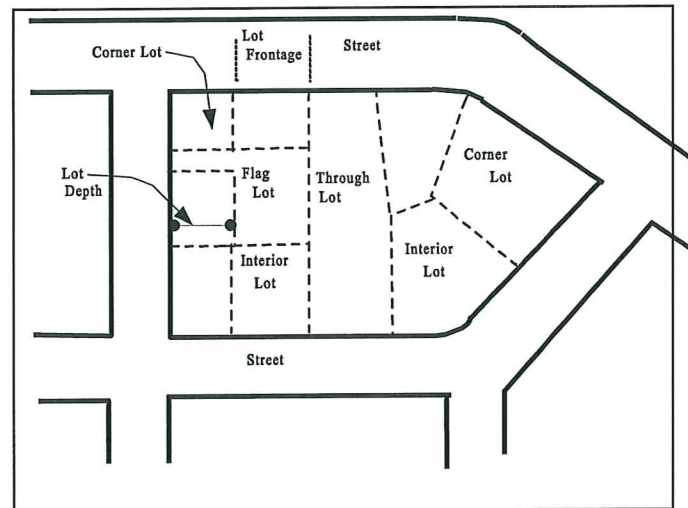 Lot
Frontage
Street
Corner Lot
Corner
Lot
Lot
Depth
Flag
Lot
Through
Lot
Interior
Lot
Interior
Lot
Street